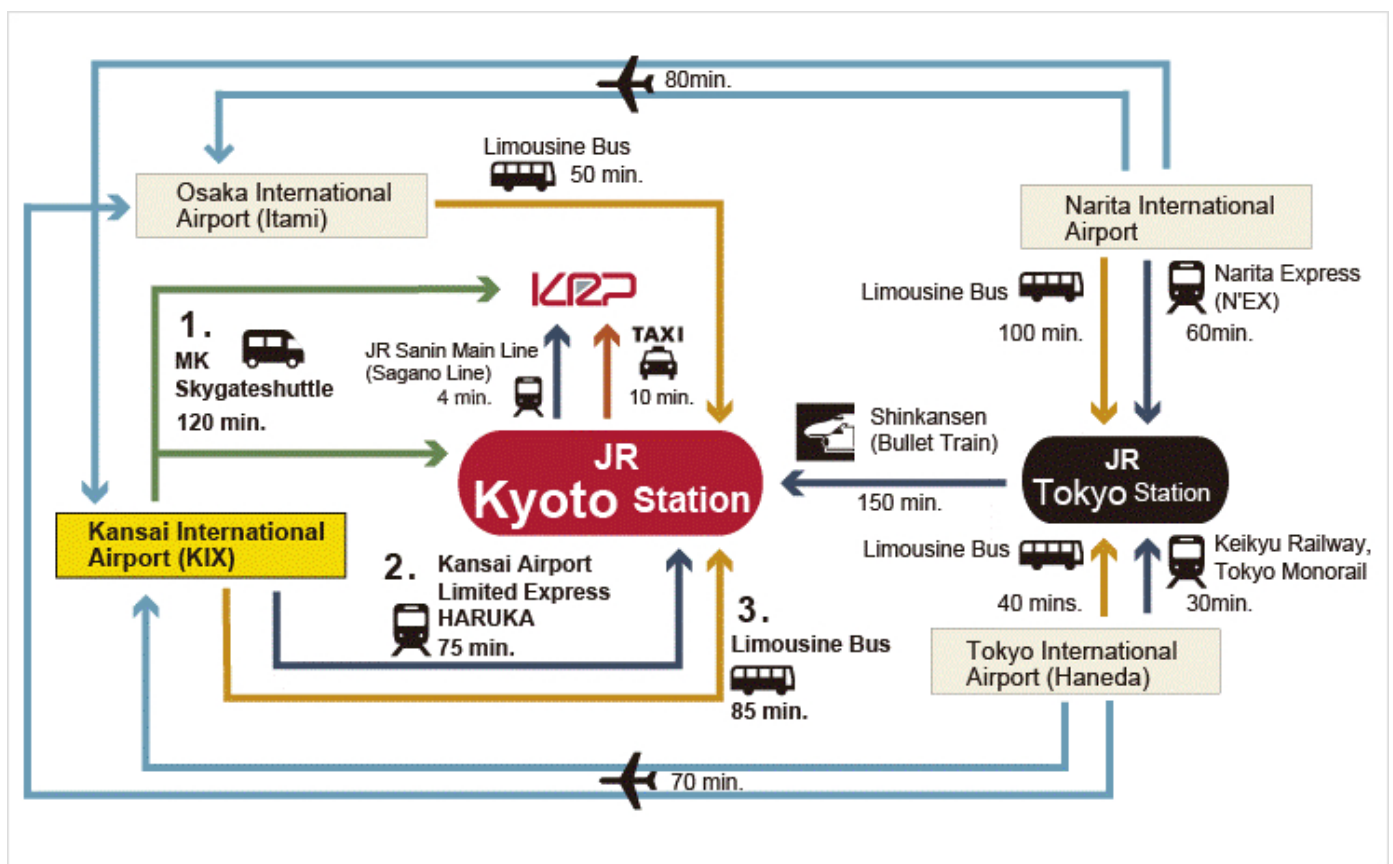 80min.
Limousine Bus
50 min.
Osaka International
Airport (Itami)
Narita International
Airport
KRP
Limousine Bus
100 min.
Narita Express
(N'EX)
60min.
1.
MK
Skygateshuttle
120 min.
JR Sanin Main Line
(Sagano Line)
4 min.
TAXI
10 min.
Shinkansen
(Bullet Train)
150 min.
JR
Kyoto Station
JR
Tokyo Station
Kansai International
Airport (KIX)
2.
Kansai Airport
Limited Express
HARUKA
75 min.
3.
Limousine Bus
85 min.
Limousine Bus
40 mins.
Keikyu Railway,
Tokyo Monorail
30min.
Tokyo International
Airport (Haneda)
70 min.